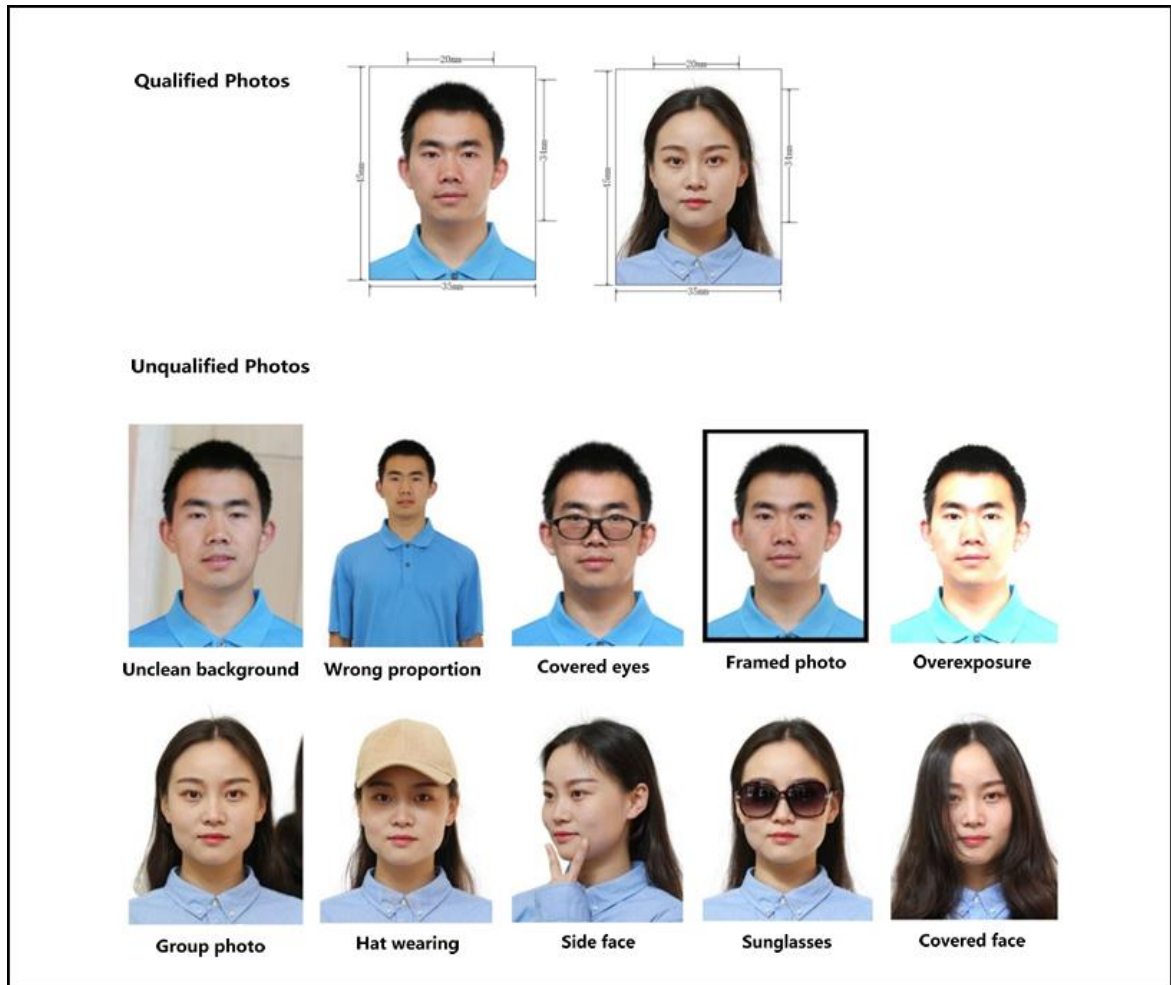 Qualified Photos
20mm
45mm
34mm
35mm
20mm
45mm
34mm
35mm
Unqualified Photos
Unclean background
Wrong proportion
Covered eyes
Framed photo
Overexposure
Group photo
Hat wearing
Side face
Sunglasses
Covered face